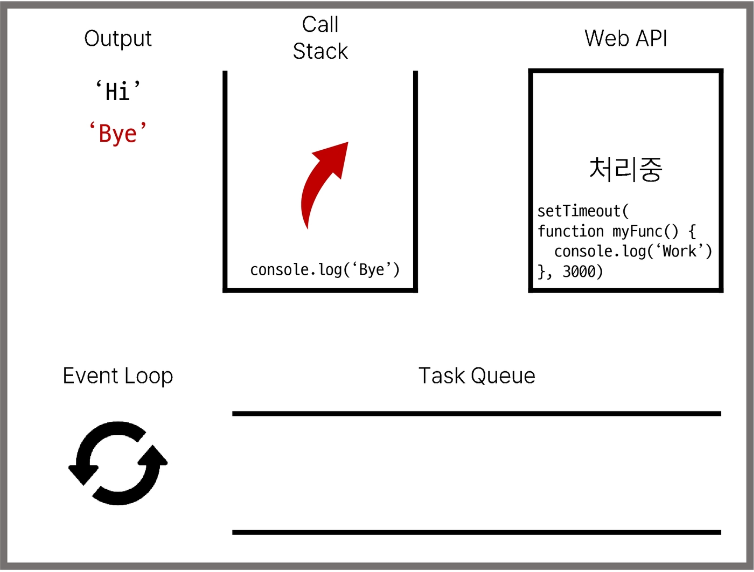 Output
Call
Stack
Web API
‘Hi’
‘Bye’
처리중
setTimeout(
function myFunc() {
console.log(‘Work’)
}, 3000)
console.log(‘Bye’)
Event Loop
Task Queue